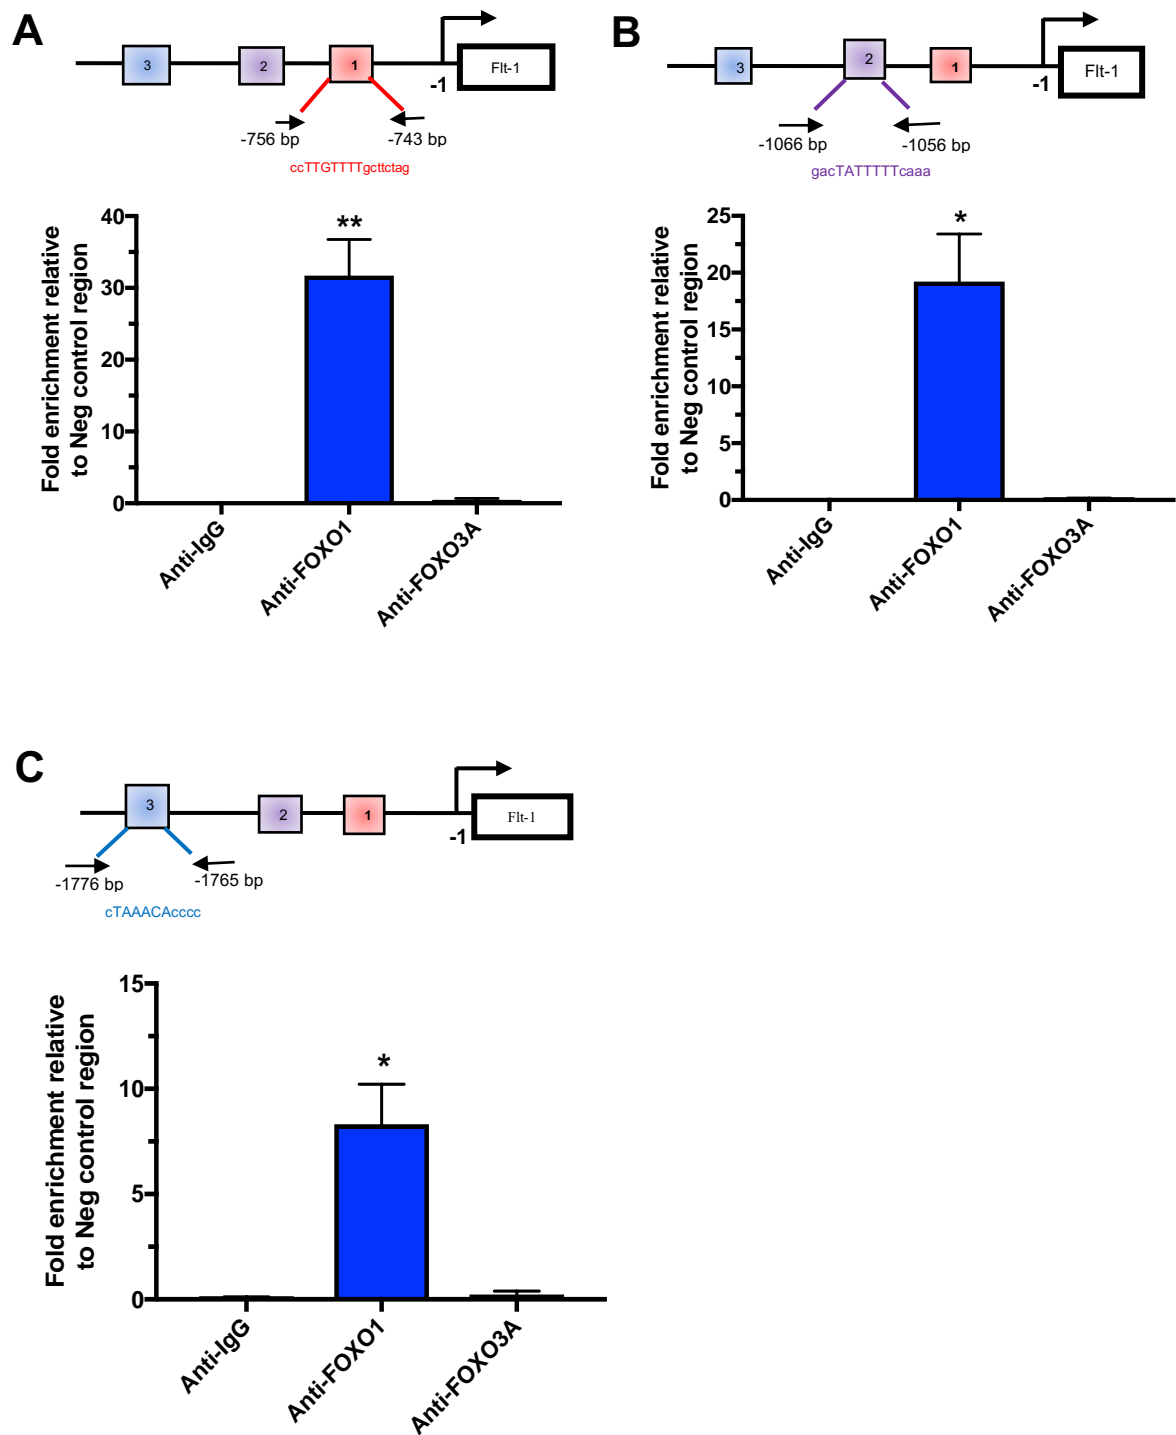 A
3
2
1
-1
Flt-1
-756 bp
-743 bp
ccTTGTTTTgcttctag
Fold enrichment relative
to Neg control region
40
30
20
10
0
**
Anti-IgG
Anti-FOXO1
Anti-FOXO3A
B
3
2
1
-1
Flt-1
-1066 bp
-1056 bp
gacTATTTTTcaaa
Fold enrichment relative
to Neg control region
25
20
15
10
5
0
*
Anti-IgG
Anti-FOXO1
Anti-FOXO3A
C
3
2
1
-1
Flt-1
-1776 bp
-1765 bp
cTAAACAcccc
Fold enrichment relative
to Neg control region
15
10
5
0
*
Anti-IgG
Anti-FOXO1
Anti-FOXO3A